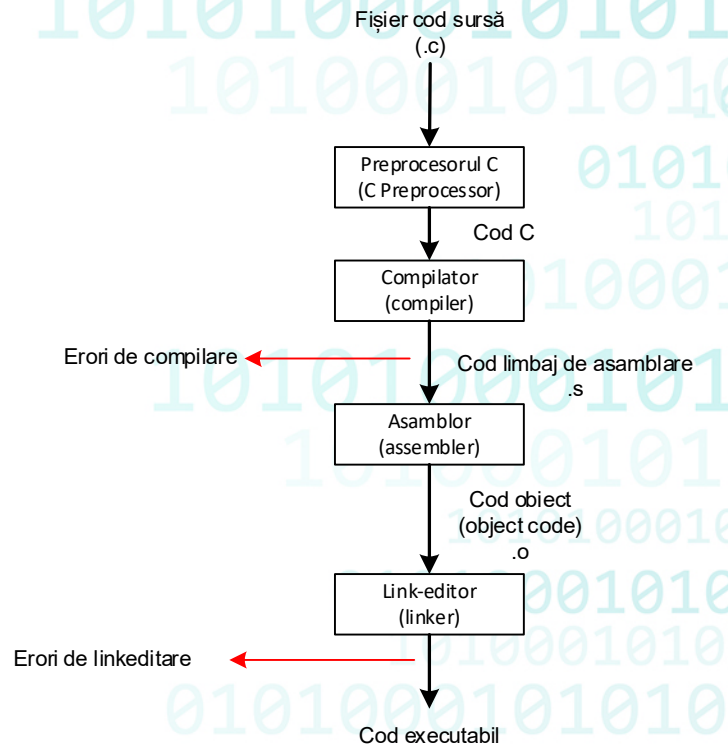 Fișier cod sursă
(.c)
Preprocesorul C
(C Preprocessor)
Cod C
Compilator
(compiler)
Erori de compilare
Cod limbaj de asamblare
.s
Asamblor
(assembler)
Cod obiect
(object code)
.o
Link-editor
(linker)
Erori de linkeditare
Cod executabil